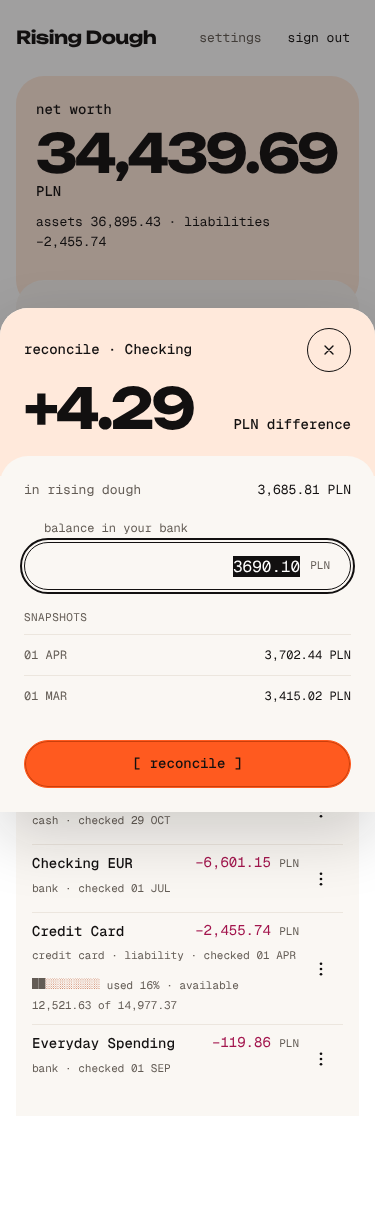 Rising Dough settings sign out
net worth
34,439.69
PLN
assets 36,895.43 · liabilities
−2,455.74
reconcile · Checking ×
+4.29 PLN difference
in rising dough 3,685.81 PLN
balance in your bank
3690.10 PLN
SNAPSHOTS
01 APR 3,702.44 PLN
01 MAR 3,415.02 PLN
[ reconcile ]
cash · checked 29 OCT
Checking EUR −6,601.15 PLN
bank · checked 01 JUL
Credit Card −2,455.74 PLN
credit card · liability · checked 01 APR
██░░░░░░░░ used 16% · available
12,521.63 of 14,977.37
Everyday Spending −119.86 PLN
bank · checked 01 SEP